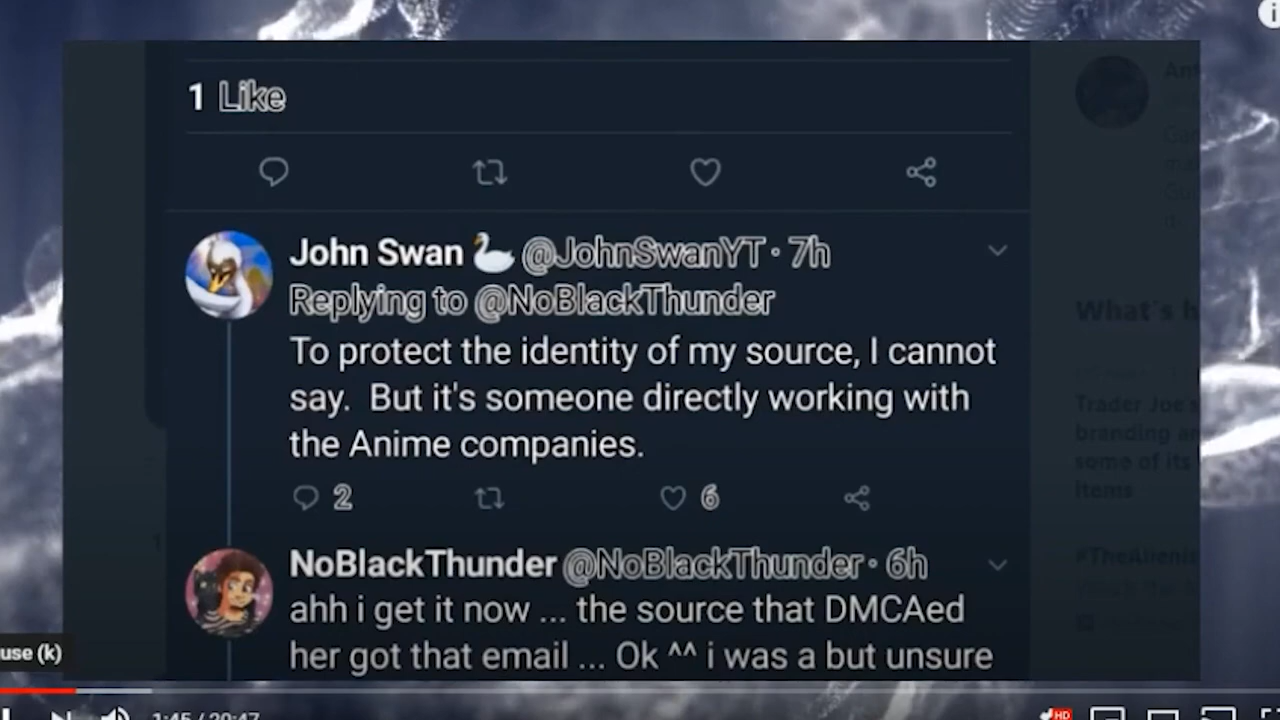 1 Like
John Swan 🦢 @JohnSwanYT · 7h
Replying to @NoBlackThunder
To protect the identity of my source, I cannot
say.  But it's someone directly working with
the Anime companies.
2 6
NoBlackThunder @NoBlackThunder · 6h
ahh i get it now ... the source that DMCAed
her got that email ... Ok ^^ i was a but unsure
What's h
Trader Joe's
branding a
some of its
items
#TheAlienis
use (k)
1:45 / 20:47
HD